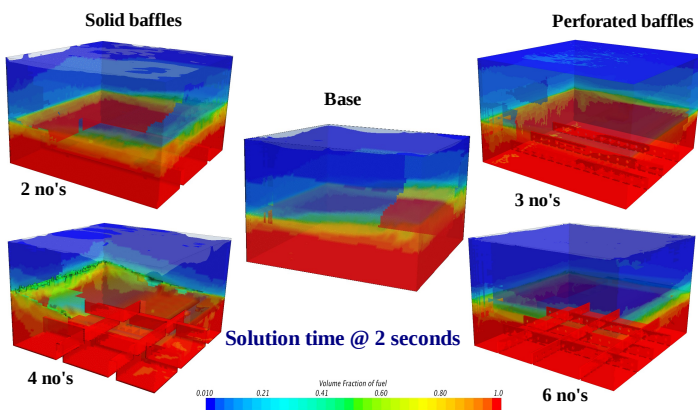 Solid baffles
Perforated baffles
Base
2 no's
3 no's
4 no's
Solution time @ 2 seconds
6 no's
Volume Fraction of fuel
0.010 0.21 0.41 0.60 0.80 1.0